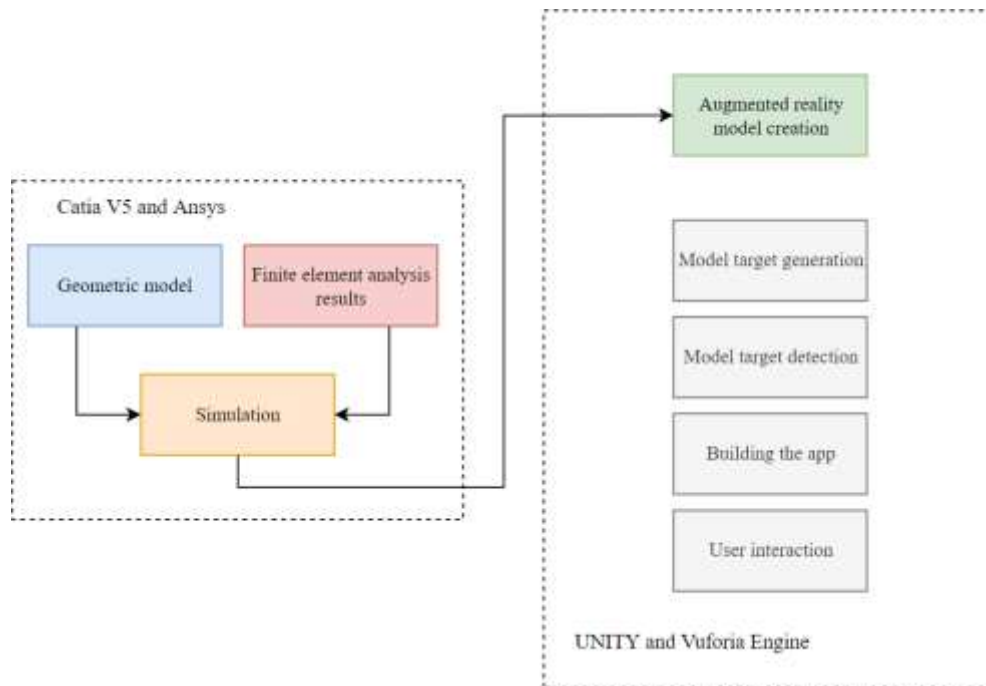 Augmented reality
model creation
Catia V5 and Ansys
Geometric model
Finite element analysis
results
Simulation
Model target generation
Model target detection
Building the app
User interaction
UNITY and Vuforia Engine